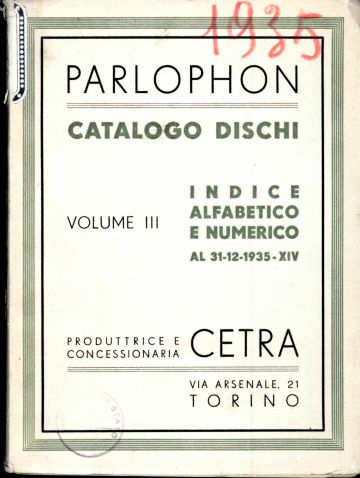 1935
PARLOPHON
CATALOGO DISCHI
INDICE
ALFABETICO
E NUMERICO
AL 31-12-1935-XIV
VOLUME III
PRODUTTRICE E
CONCESSIONARIA
CETRA
VIA ARSENALE, 21
TORINO